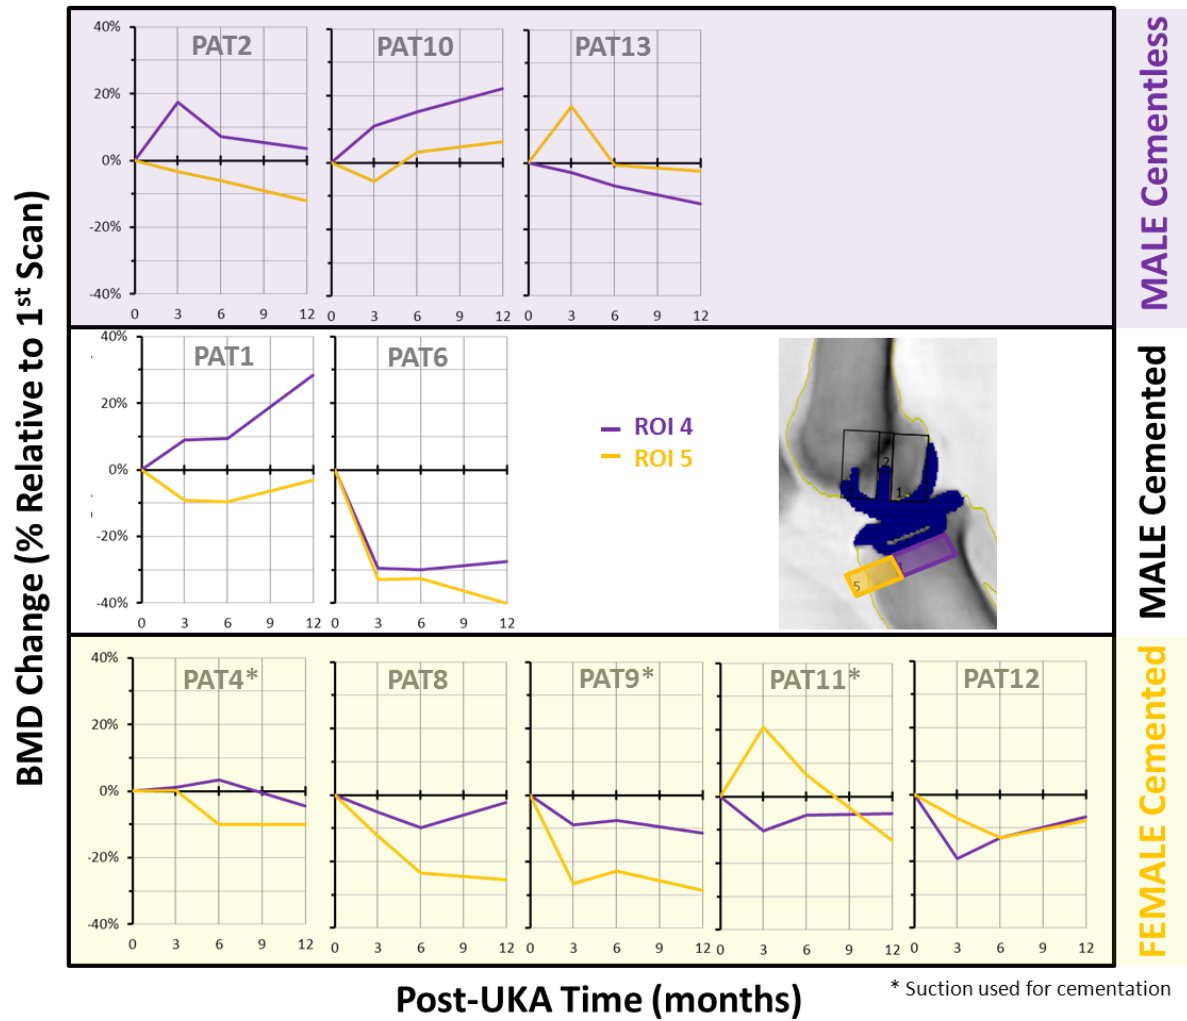 40%
20%
0%
-20%
-40%
PAT2
0 3 6 9 12
PAT10
0 3 6 9 12
PAT13
0 3 6 9 12
MALE Cementless
BMD Change (% Relative to 1st Scan)
40%
20%
0%
-20%
-40%
PAT1
0 3 6 9 12
PAT6
0 3 6 9 12
ROI 4
ROI 5
2
1
5
MALE Cemented
40%
20%
0%
-20%
-40%
PAT4*
0 3 6 9 12
PAT8
0 3 6 9 12
PAT9*
0 3 6 9 12
PAT11*
0 3 6 9 12
PAT12
0 3 6 9 12
FEMALE Cemented
Post-UKA Time (months)
* Suction used for cementation